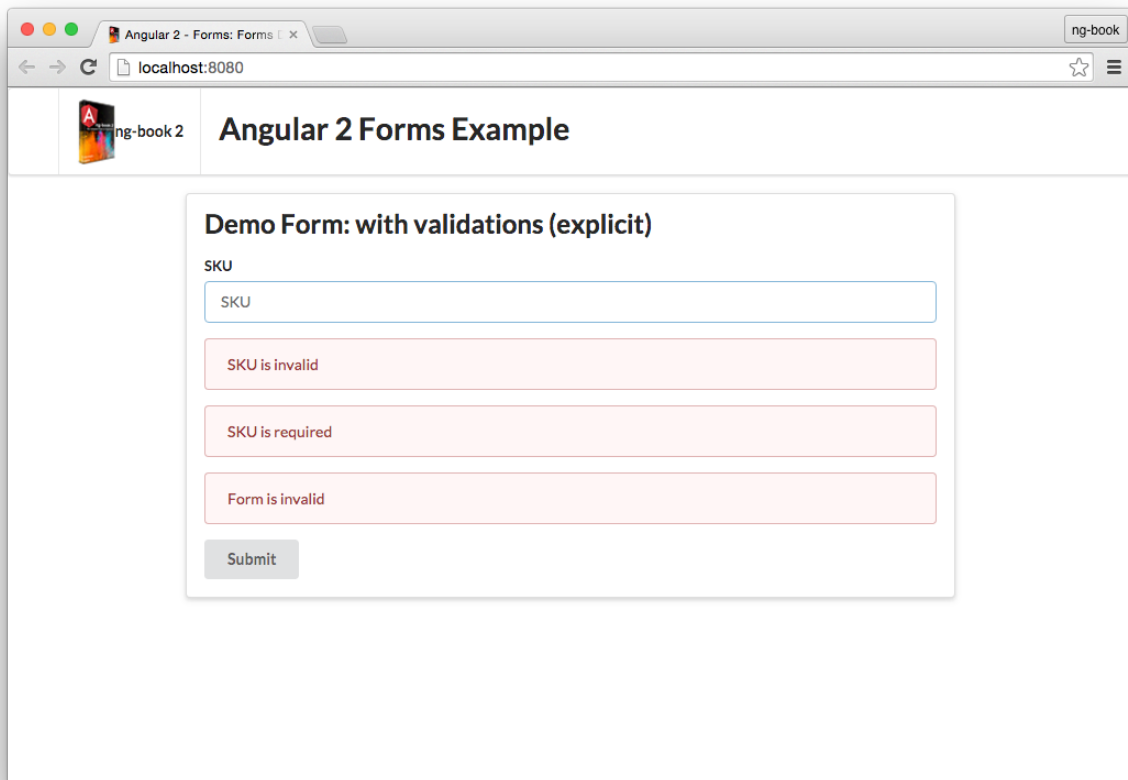 Angular 2 - Forms: Forms
ng-book
localhost:8080
ng-book 2
Angular 2 Forms Example
Demo Form: with validations (explicit)
SKU
SKU
SKU is invalid
SKU is required
Form is invalid
Submit